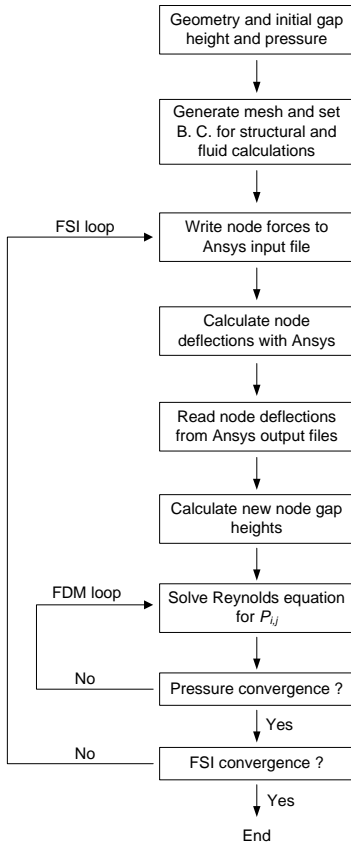 Geometry and initial gap
height and pressure
Generate mesh and set
B. C. for structural and
fluid calculations
FSI loop
Write node forces to
Ansys input file
Calculate node
deflections with Ansys
Read node deflections
from Ansys output files
Calculate new node gap
heights
FDM loop
Solve Reynolds equation
for P i,j
No
Pressure convergence ?
Yes
No
FSI convergence ?
Yes
End